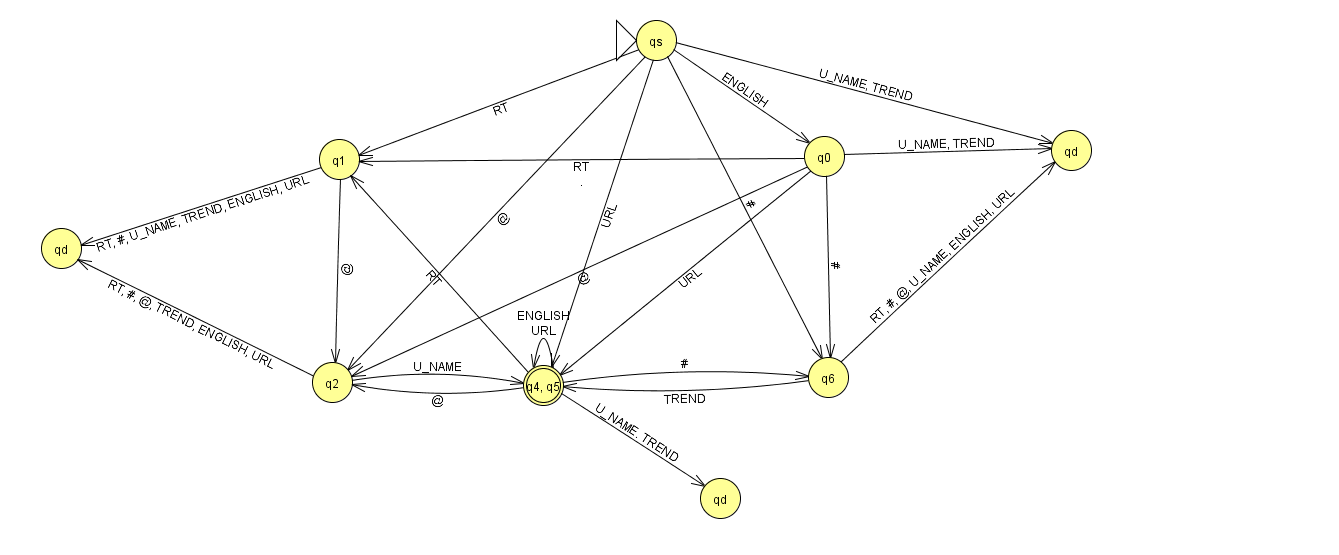 qs
U_NAME, TREND
ENGLISH
RT
q1
q0
U_NAME, TREND
qd
RT
.
RT, #, U_NAME, TREND, ENGLISH, URL
@
URL
#
qd
@
RT
@
URL
#
RT, #, @, U_NAME, ENGLISH, URL
RT, #, @, TREND, ENGLISH, URL
ENGLISH
URL
q2
U_NAME
@
q4, q5
#
TREND
q6
U_NAME. TREND
qd